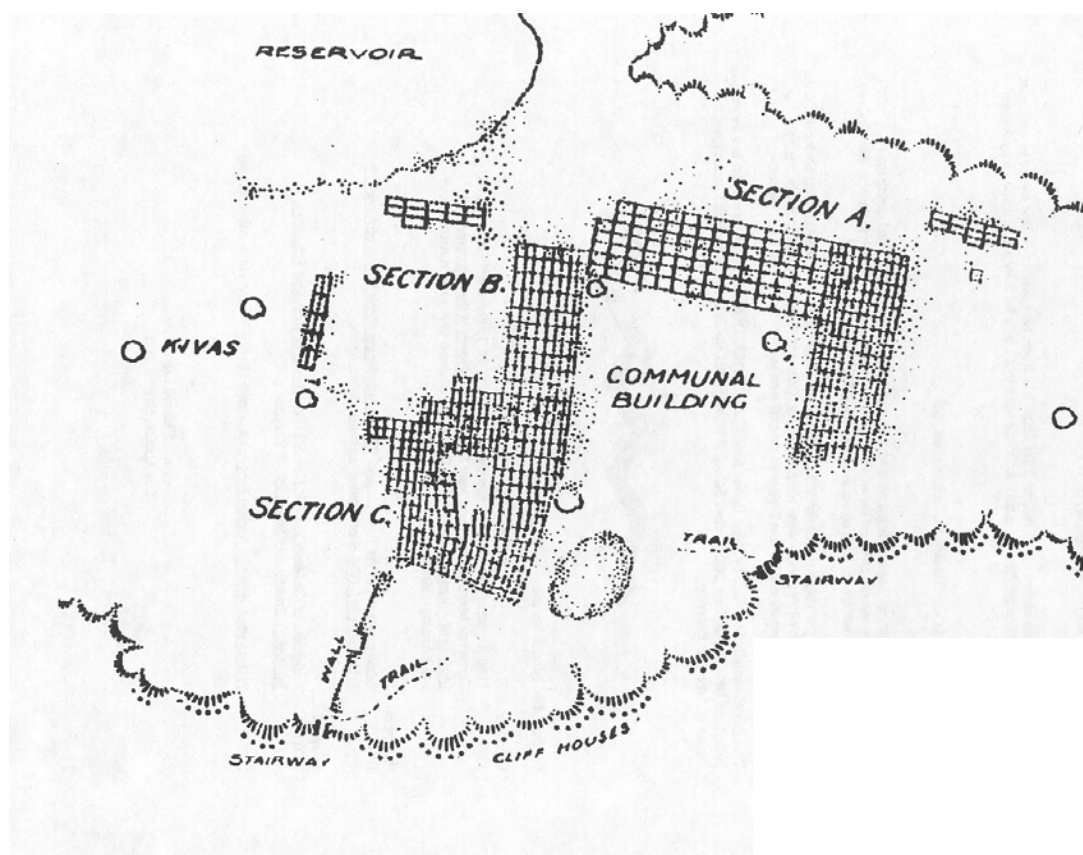 RESERVOIR
SECTION A.
SECTION B.
KIVAS
COMMUNAL
BUILDING
SECTION C.
TRAIL
STAIRWAY
WALL
TRAIL
STAIRWAY
CLIFF HOUSES